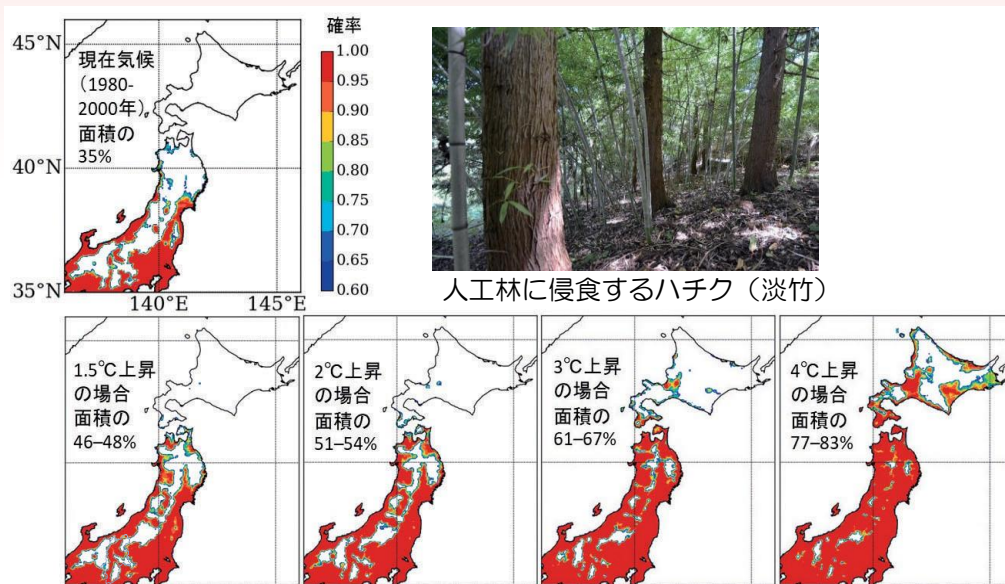 確率
45°N
40°N
35°N
140°E
145°E
現在気候
(1980-
2000年)
面積の
35%
1.00
0.95
0.90
0.85
0.80
0.75
0.70
0.65
0.60
人工林に侵食するハチク（淡竹）
1.5℃上昇
の場合
面積の
46–48%
2℃上昇
の場合
面積の
51–54%
3℃上昇
の場合
面積の
61–67%
4℃上昇
の場合
面積の
77–83%